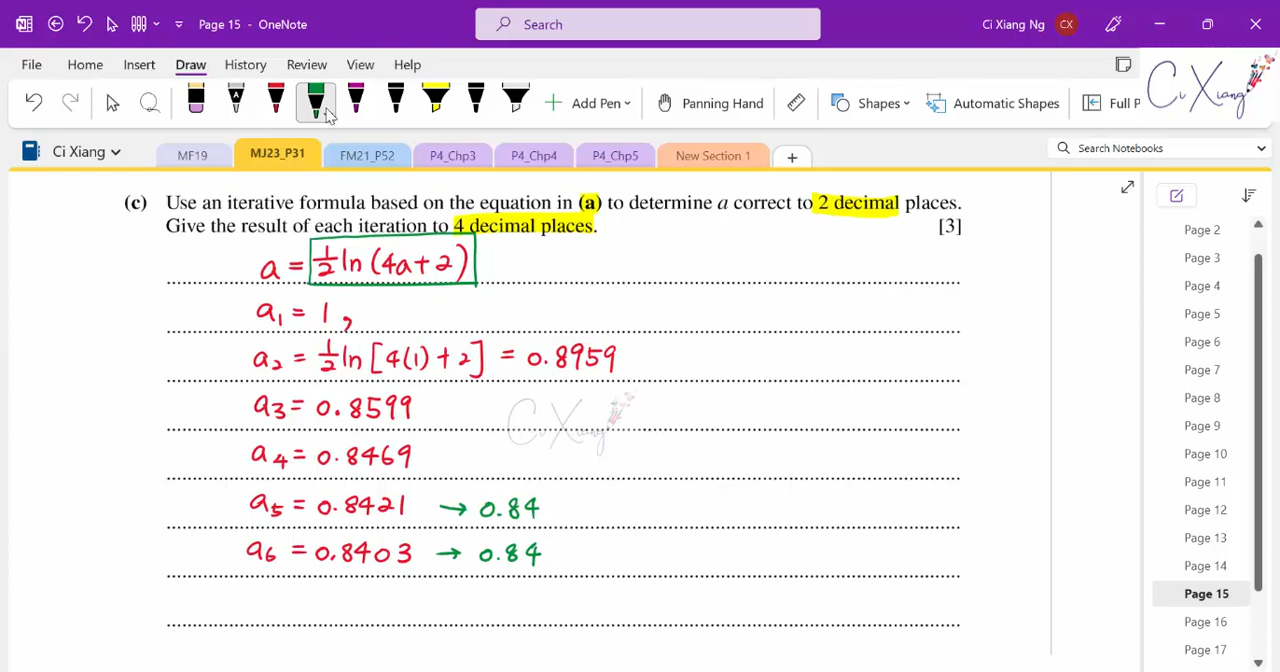 Page 15 - OneNote
Search
Ci Xiang Ng
CX
File Home Insert Draw History Review View Help
Add Pen
Panning Hand
Shapes
Automatic Shapes
Full P
Ci Xiang
Ci Xiang
MF19
MJ23_P31
FM21_P52
P4_Chp3
P4_Chp4
P4_Chp5
New Section 1
Search Notebooks
(c) Use an iterative formula based on the equation in (a) to determine a correct to 2 decimal places.
Give the result of each iteration to 4 decimal places. [3]
a = 1/2 ln (4a+2)
a₁ = 1,
a₂ = 1/2 ln [4(1) + 2] = 0.8959
a₃ = 0.8599
Ci Xiang
a₄ = 0.8469
a₅ = 0.8421 → 0.84
a₆ = 0.8403 → 0.84
Page 2
Page 3
Page 4
Page 5
Page 6
Page 7
Page 8
Page 9
Page 10
Page 11
Page 12
Page 13
Page 14
Page 15
Page 16
Page 17